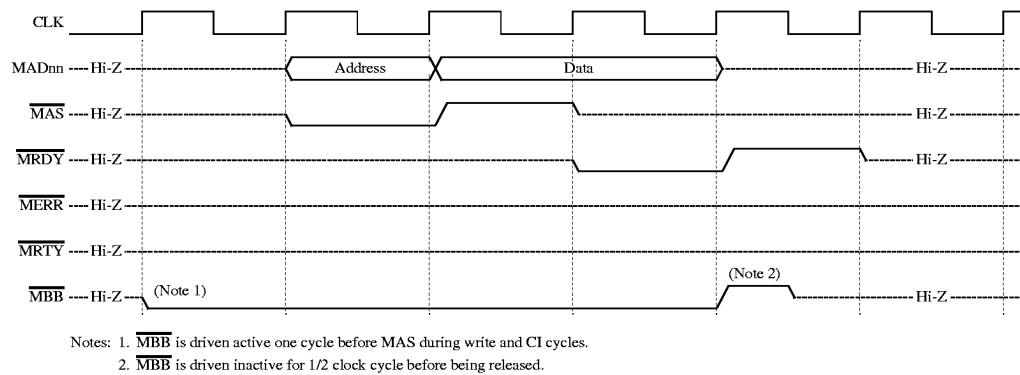 CLK
MADnn Hi-Z Address Data Hi-Z
MAS Hi-Z Hi-Z
MRDY Hi-Z Hi-Z
MERR Hi-Z
MRTY Hi-Z
MBB Hi-Z (Note 1) (Note 2) Hi-Z
Notes: 1. MBB is driven active one cycle before MAS during write and CI cycles.
2. MBB is driven inactive for 1/2 clock cycle before being released.